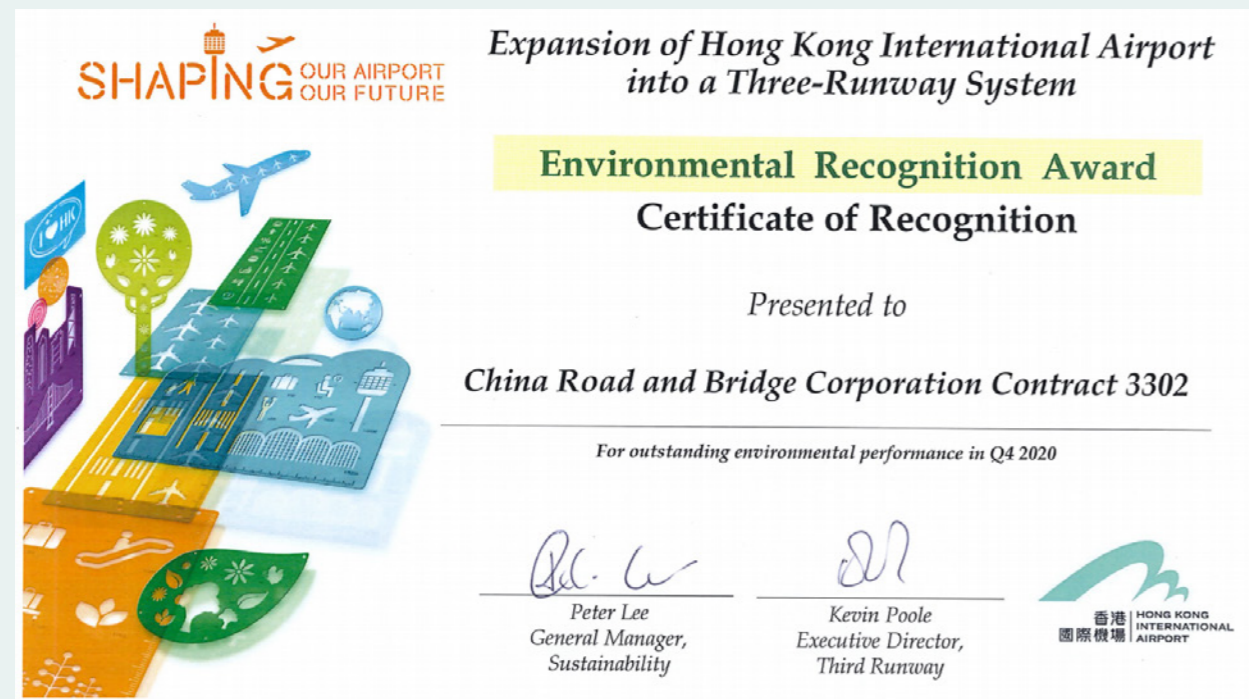 SHAPING OUR AIRPORT
OUR FUTURE
Expansion of Hong Kong International Airport
into a Three-Runway System
Environmental Recognition Award
Certificate of Recognition
I ♥ HK
Presented to
China Road and Bridge Corporation Contract 3302
For outstanding environmental performance in Q4 2020
Peter Lee
General Manager,
Sustainability
Kevin Poole
Executive Director,
Third Runway
香港
國際機場
HONG KONG
INTERNATIONAL
AIRPORT